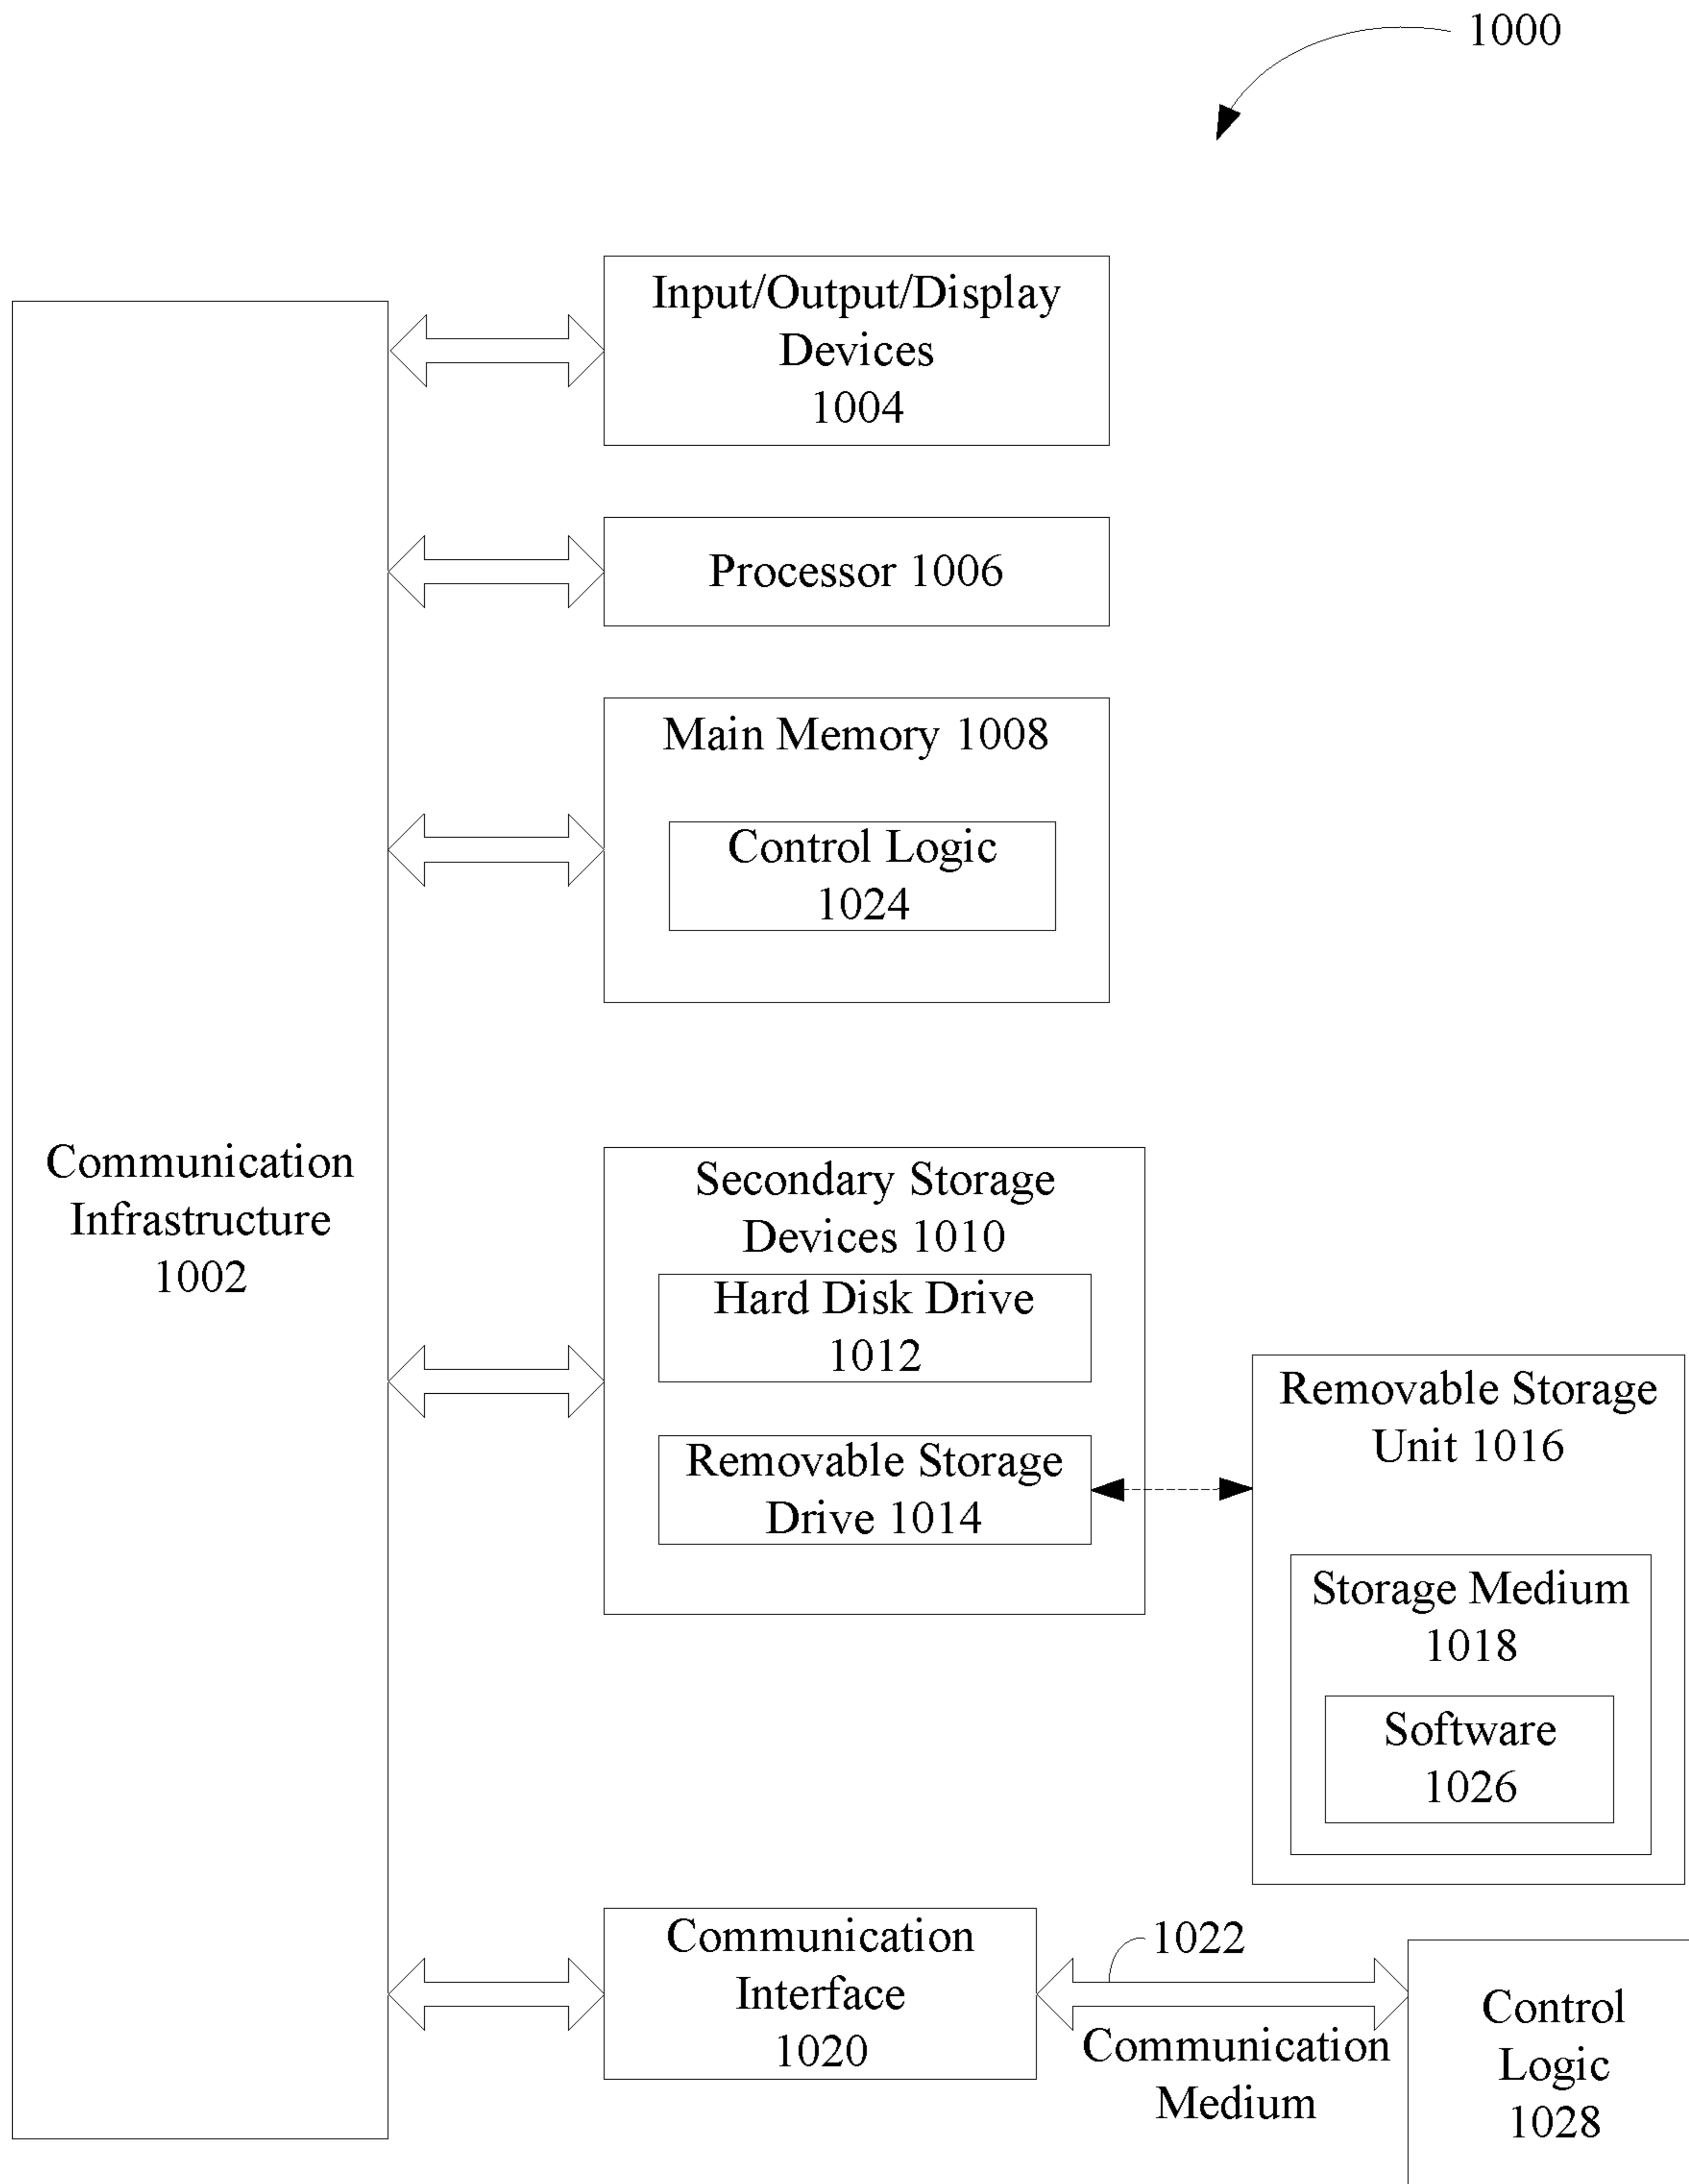 1000
Input/Output/Display
Devices
1004
Processor 1006
Main Memory 1008
Control Logic
1024
Communication
Infrastructure
1002
Secondary Storage
Devices 1010
Hard Disk Drive
1012
Removable Storage
Drive 1014
Removable Storage
Unit 1016
Storage Medium
1018
Software
1026
Communication
Interface
1020
1022
Communication
Medium
Control
Logic
1028